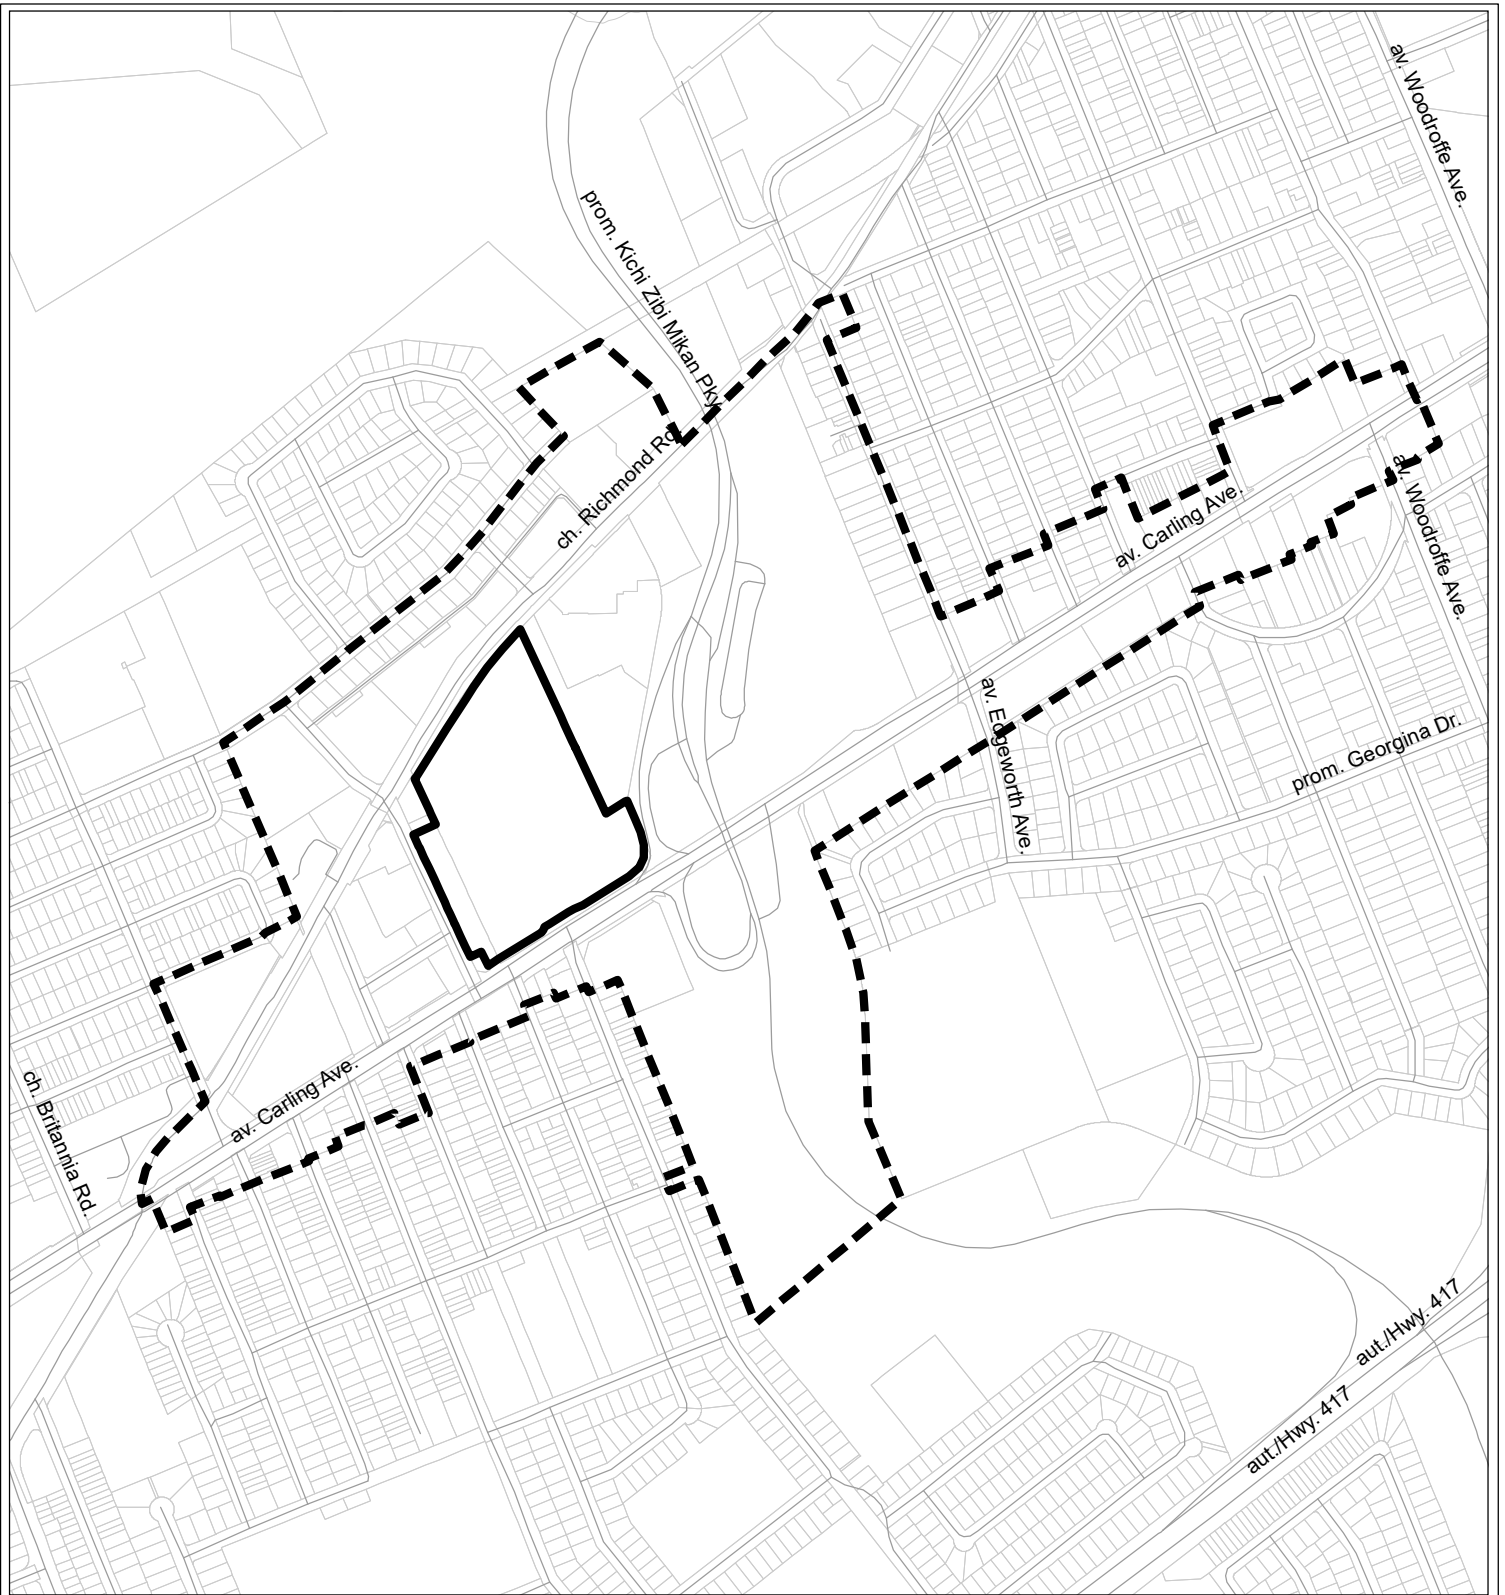 av. Woodroffe Ave.
prom. Kichi Zibi Mikan Pky.
ch. Richmond Rd.
av. Carling Ave.
av. Woodroffe Ave.
av. Edgeworth Ave.
prom. Georgina Dr.
av. Carling Ave.
ch. Britannia Rd.
aut./Hwy. 417
aut./Hwy. 417